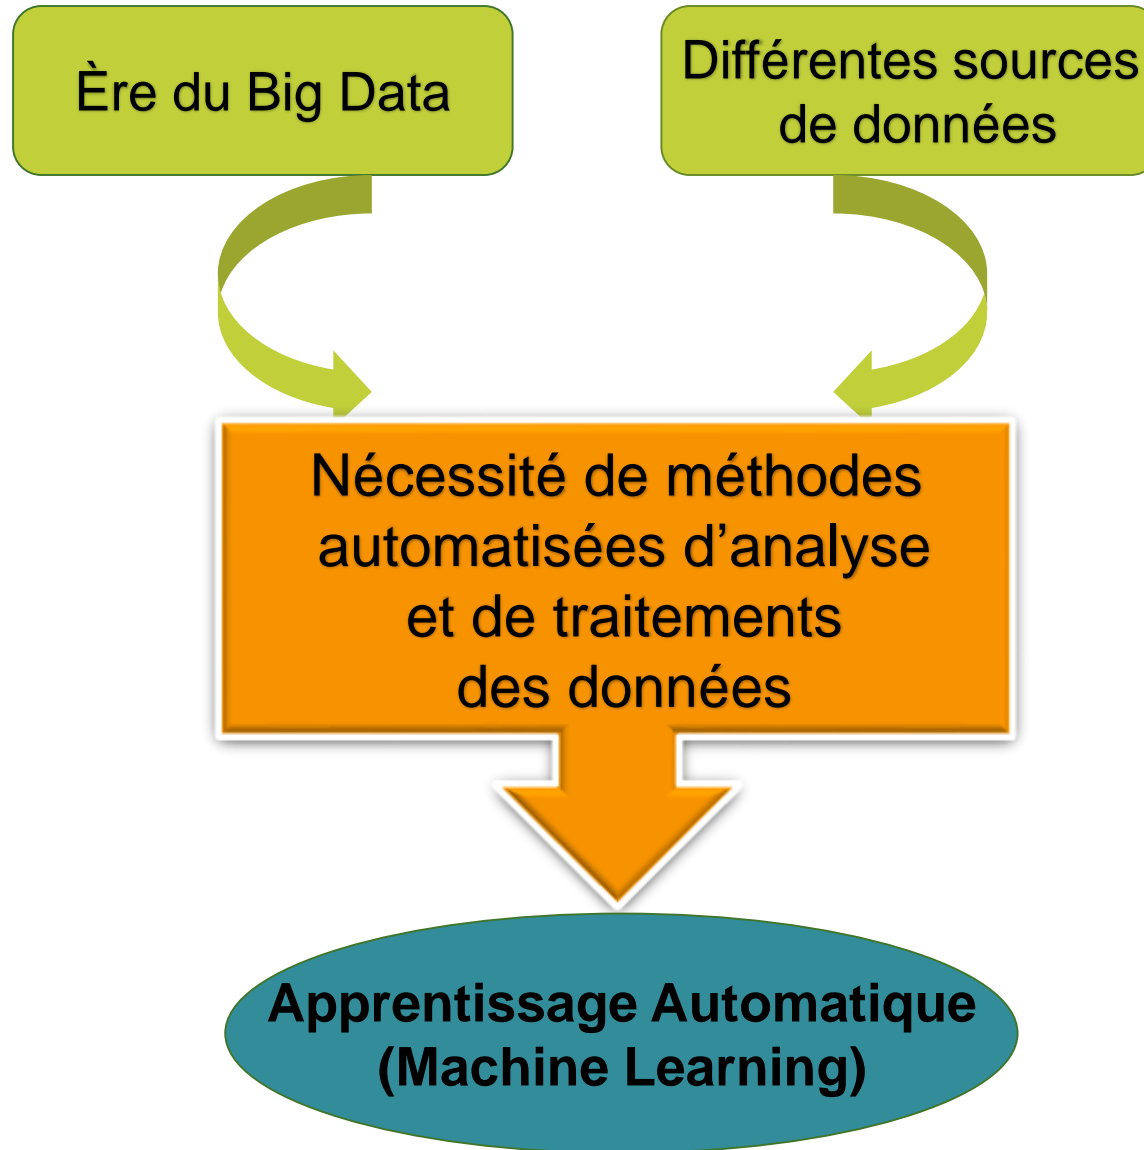 Ère du Big Data
Différentes sources
de données
Nécessité de méthodes
automatisées d’analyse
et de traitements
des données
Apprentissage Automatique
(Machine Learning)